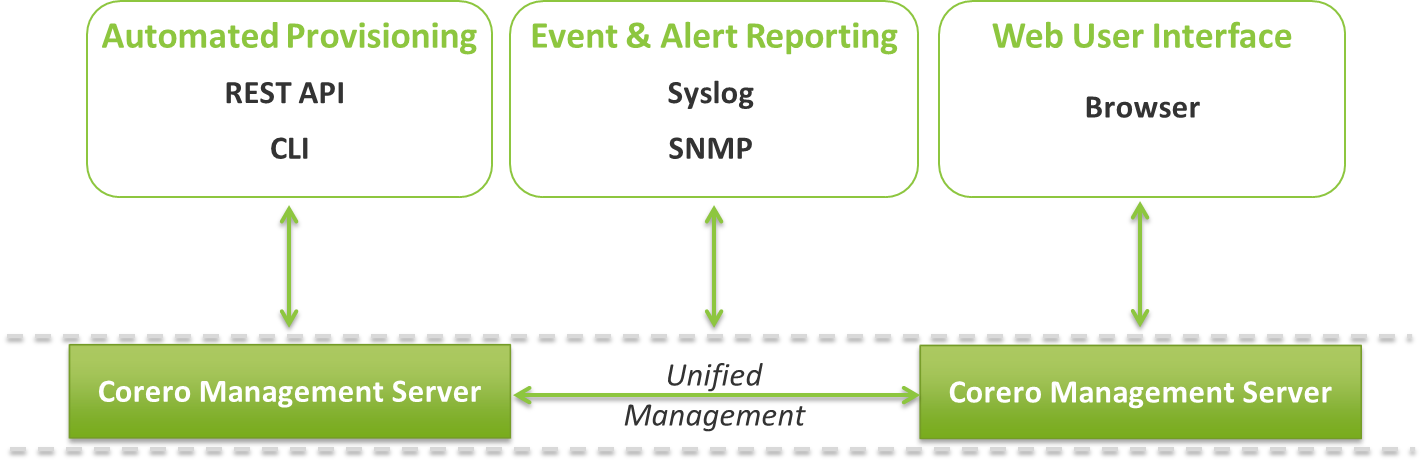 Automated Provisioning
REST API
CLI
Event & Alert Reporting
Syslog
SNMP
Web User Interface
Browser
Corero Management Server
Unified
Management
Corero Management Server